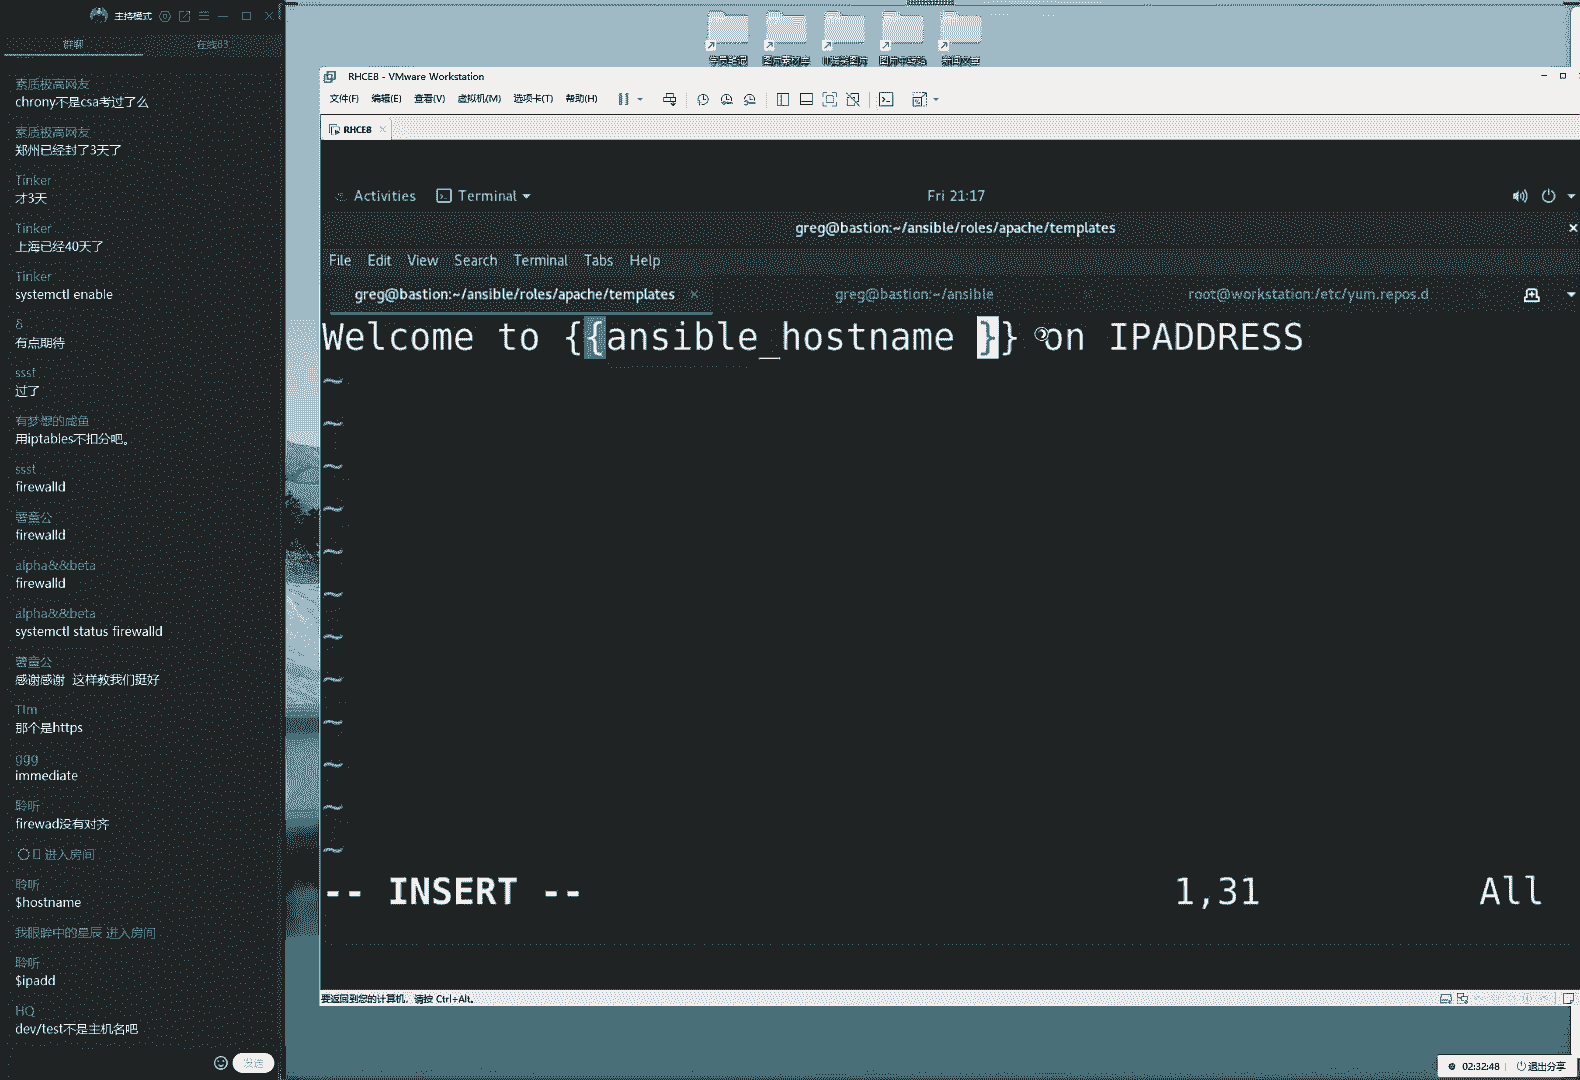 主持模式
群聊
在线83
素质极高网友
chrony不是csa考过了么
素质极高网友
郑州已经封了3天了
Tinker
才3天
Tinker
上海已经40天了
Tinker
systemctl enable
δ
有点期待
ssst
过了
有梦想的咸鱼
用iptables不扣分吧。
ssst
firewalld
firewalld
alpha&&beta
firewalld
alpha&&beta
systemctl status firewalld
感谢感谢 这样教我们挺好
Tlm
那个是https
ggg
immediate
聆听
firewad没有对齐
进入房间
聆听
$hostname
我眼眸中的星辰 进入房间
聆听
$ipadd
HQ
dev/test不是主机名吧
发送
RHCE8 - VMware Workstation
文件(F) 编辑(E) 查看(V) 虚拟机(M) 选项卡(T) 帮助(H)
RHCE8
Activities Terminal Fri 21:17
greg@bastion:~/ansible/roles/apache/templates
File Edit View Search Terminal Tabs Help
greg@bastion:~/ansible/roles/apache/templates greg@bastion:~/ansible root@workstation:/etc/yum.repos.d
Welcome to {{ansible_hostname }} on IPADDRESS
~
~
~
~
~
~
~
~
~
~
~
~
-- INSERT -- 1,31 All
要返回到您的计算机，请按 Ctrl+Alt。
02:32:48 退出分享